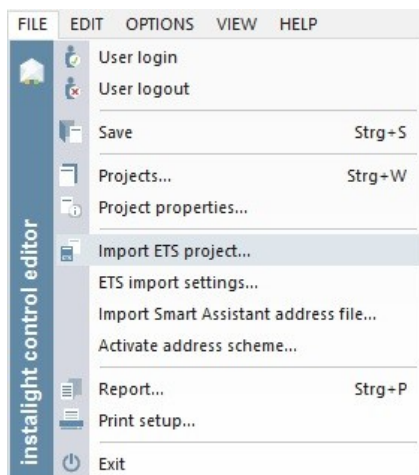 FILE EDIT OPTIONS VIEW HELP
User login
User logout
Save Strg+S
Projects... Strg+W
Project properties...
Import ETS project...
ETS import settings...
Import Smart Assistant address file...
Activate address scheme...
Report... Strg+P
Print setup...
Exit
instalight control editor